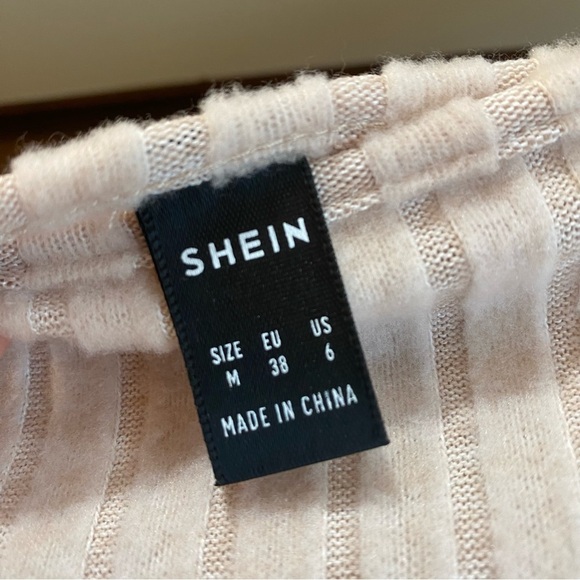 SHEIN
SIZE EU US
M 38 6
MADE IN CHINA